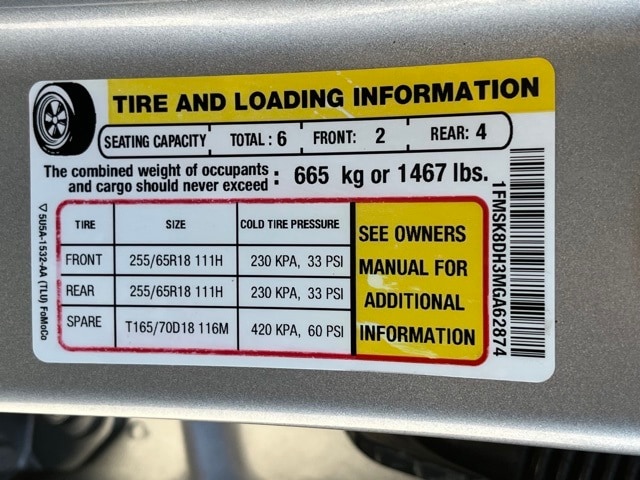 TIRE AND LOADING INFORMATION
SEATING CAPACITY TOTAL : 6 FRONT: 2 REAR: 4
The combined weight of occupants
and cargo should never exceed : 665 kg or 1467 lbs.
TIRE SIZE COLD TIRE PRESSURE
FRONT 255/65R18 111H 230 KPA, 33 PSI
REAR 255/65R18 111H 230 KPA, 33 PSI
SPARE T165/70D18 116M 420 KPA, 60 PSI
SEE OWNERS
MANUAL FOR
ADDITIONAL
INFORMATION
1FMSK8DH3MGA62874
5U5A-1532-AA (TLU) FoMoCo